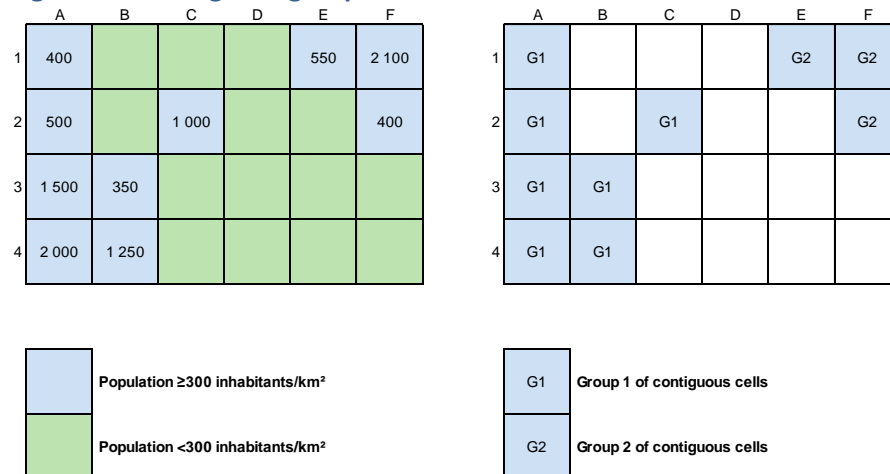 A B C D E F
1 400 550 2 100
2 500 1 000 400
3 1 500 350
4 2 000 1 250
Population ≥300 inhabitants/km²
Population <300 inhabitants/km²
A B C D E F
1 G1 G2 G2
2 G1 G1 G2
3 G1 G1
4 G1 G1
G1 Group 1 of contiguous cells
G2 Group 2 of contiguous cells